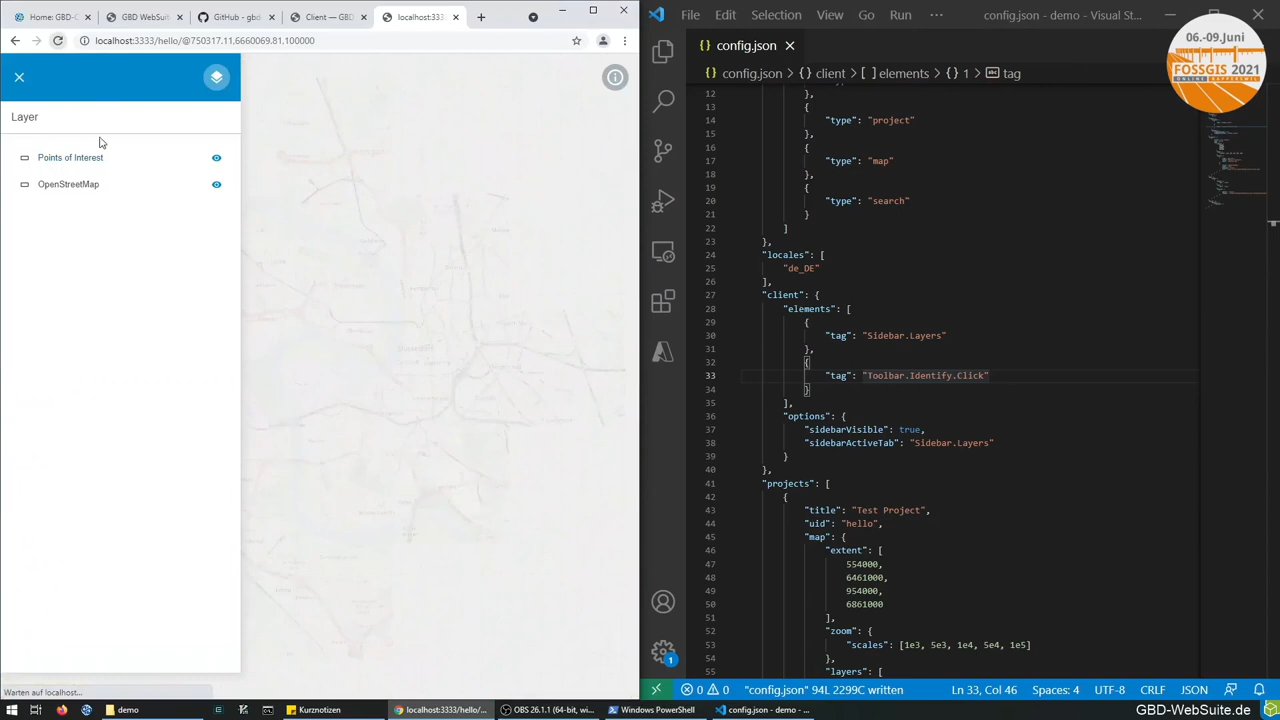 Home: GBD-C
GBD WebSuit
GitHub - gbd
Client — GBD
localhost:333
localhost:3333/hello/@750317.11,6660069.81,100000
Layer
Points of Interest
OpenStreetMap
Warten auf localhost...
File Edit Selection View Go Run ··· config.json - demo - Visual St...
{} config.json
{} config.json > {} client > [ ] elements > {} 1 > tag
12 },
13 {
14 "type": "project"
15 },
16 {
17 "type": "map"
18 },
19 {
20 "type": "search"
21 }
22 ]
23 },
24 "locales": [
25 "de_DE"
26 ],
27 "client": {
28 "elements": [
29 {
30 "tag": "Sidebar.Layers"
31 },
32 {
33 "tag": "Toolbar.Identify.Click"
34 }
35 ],
36 "options": {
37 "sidebarVisible": true,
38 "sidebarActiveTab": "Sidebar.Layers"
39 }
40 },
41 "projects": [
42 {
43 "title": "Test Project",
44 "uid": "hello",
45 "map": {
46 "extent": [
47 554000,
48 6461000,
49 954000,
50 6861000
51 ],
52 "zoom": {
53 "scales": [1e3, 5e3, 1e4, 5e4, 1e5]
54 },
55 "layers": [
1
0 0 "config.json" 94L 2299C written Ln 33, Col 46 Spaces: 4 UTF-8 CRLF JSON
06.-09.Juni
FOSSGIS 2021
ONLINE RAPPERSWIL
demo
Kurznotizen
localhost:3333/hello/...
OBS 26.1.1 (64-bit, wi...
Windows PowerShell
config.json - demo - ...
GBD-WebSuite.de